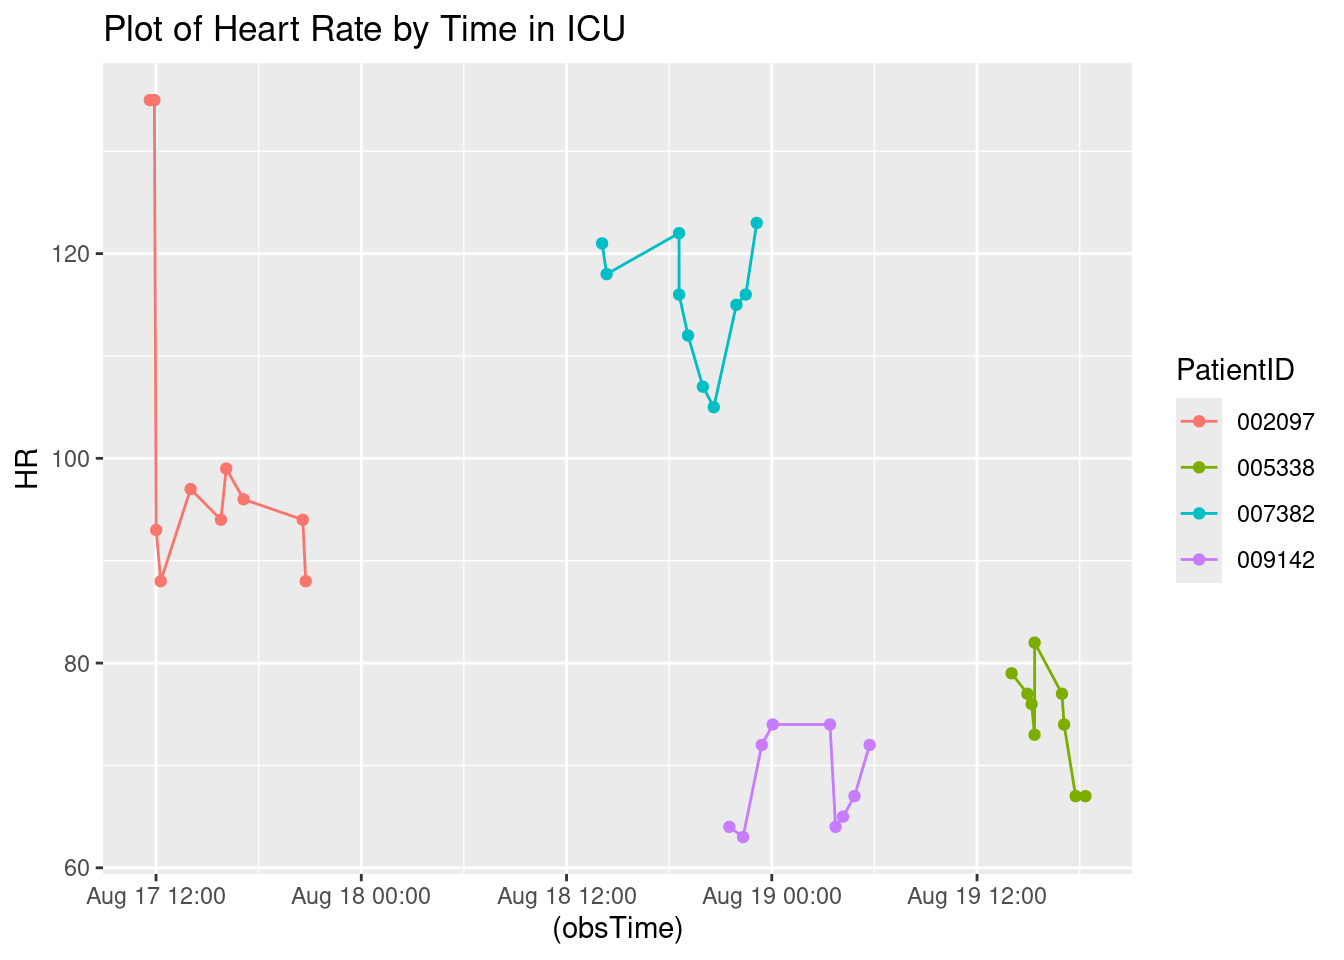 Plot of Heart Rate by Time in ICU
HR
120
100
80
60
Aug 17 12:00
Aug 18 00:00
Aug 18 12:00
Aug 19 00:00
Aug 19 12:00
(obsTime)
PatientID
002097
005338
007382
009142